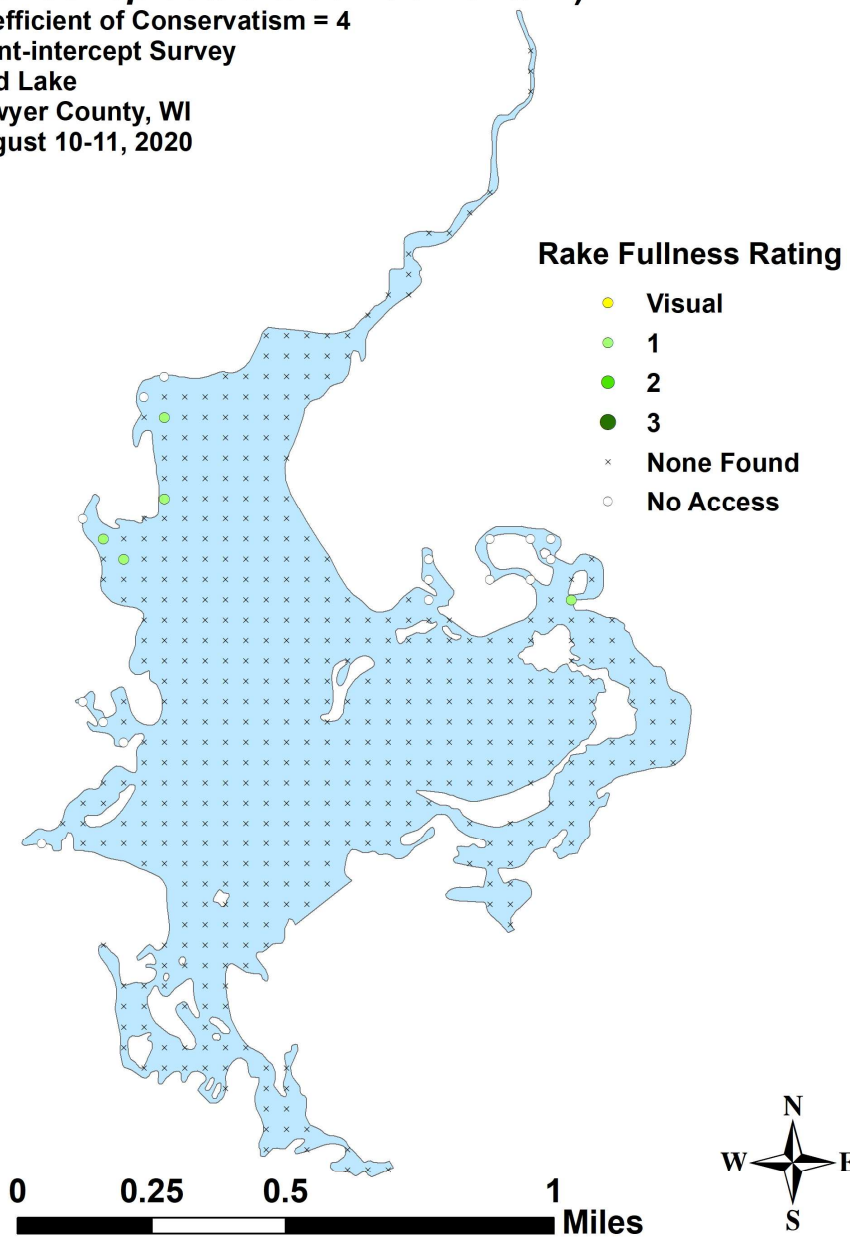 efficient of Conservatism = 4
nt-intercept Survey
d Lake
wyer County, WI
gust 10-11, 2020
Rake Fullness Rating
Visual
1
2
3
None Found
No Access
N
W E
S
0 0.25 0.5 1
Miles